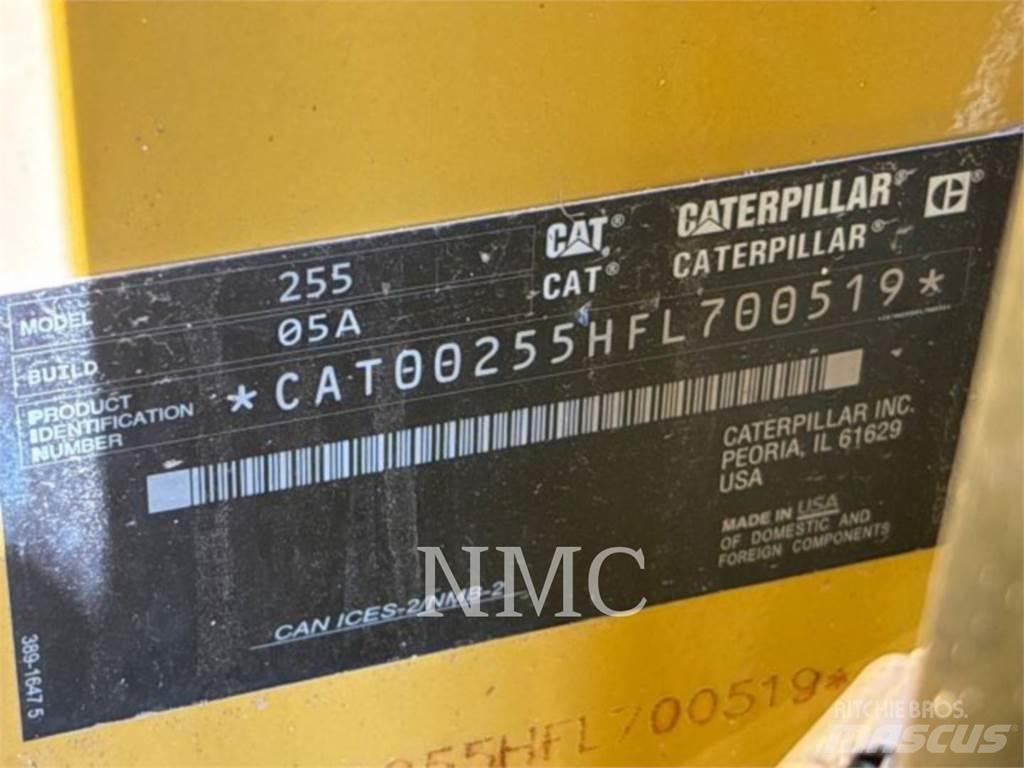 CAT® CATERPILLAR®
CAT® CATERPILLAR®
MODEL 255
BUILD 05A
PRODUCT
IDENTIFICATION
NUMBER
*CAT00255HFL700519*
CATERPILLAR INC.
PEORIA, IL 61629
USA
MADE IN USA
OF DOMESTIC AND
FOREIGN COMPONENTS
NMC
CAN ICES-2/NMB-2
389-1647 5
255HFL700519*
RITCHIE BROS.
MASCUS